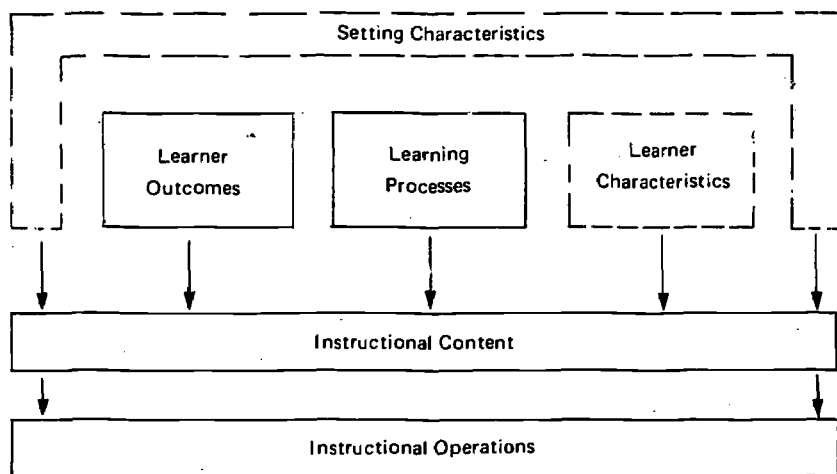 Setting Characteristics
Learner
Outcomes
Learning
Processes
Learner
Characteristics
Instructional Content
Instructional Operations